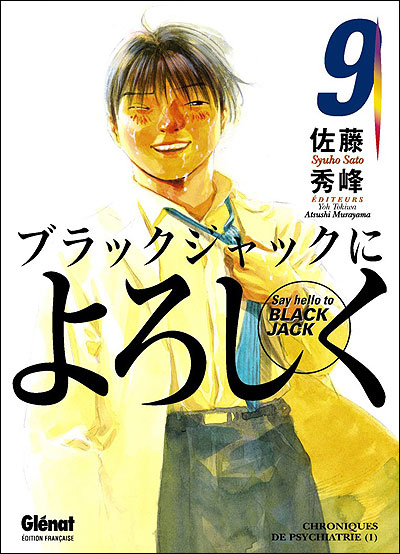 9
佐藤
Syuho Sato
秀峰
ÉDITEURS
Yoh Tokiwa
Atsushi Murayama
ブラックジャックに
よろしく
Say hello to
BLACK
JACK
Glénat
ÉDITION FRANÇAISE
CHRONIQUES
DE PSYCHIATRIE (1)